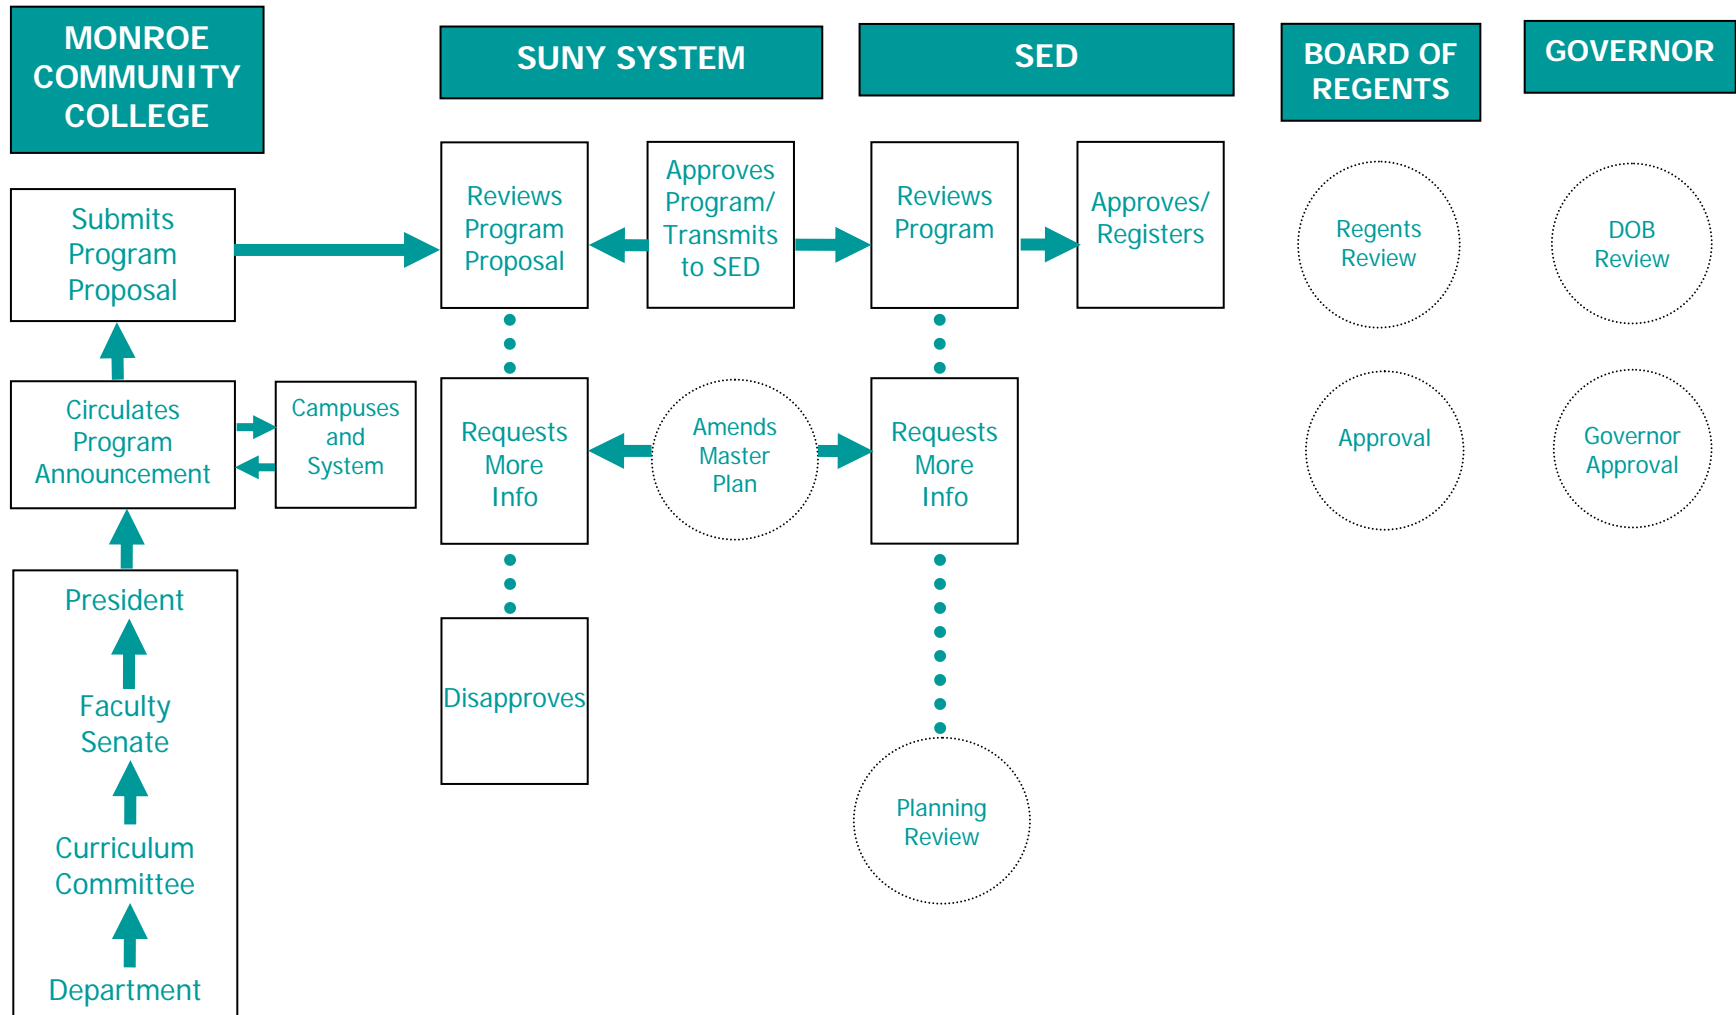 MONROE
COMMUNITY
COLLEGE
SUNY SYSTEM
SED
BOARD OF
REGENTS
GOVERNOR
Submits
Program
Proposal
Reviews
Program
Proposal
Approves
Program/
Transmits
to SED
Reviews
Program
Approves/
Registers
Regents
Review
DOB
Review
Circulates
Program
Announcement
Campuses
and
System
Requests
More
Info
Amends
Master
Plan
Requests
More
Info
Approval
Governor
Approval
President
Faculty
Senate
Curriculum
Committee
Department
Disapproves
Planning
Review